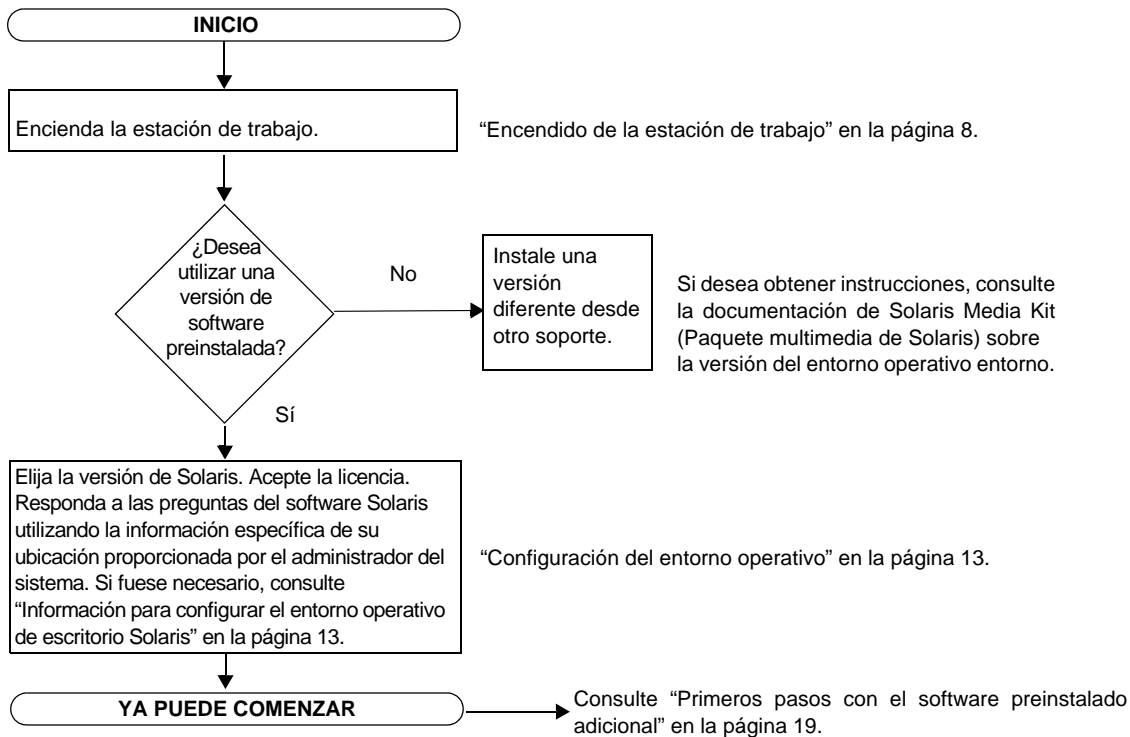 INICIO
Encienda la estación de trabajo.
“Encendido de la estación de trabajo” en la página 8.
¿Desea
utilizar una
versión de
software
preinstalada?
No
Instale una
versión
diferente desde
otro soporte.
Si desea obtener instrucciones, consulte
la documentación de Solaris Media Kit
(Paquete multimedia de Solaris) sobre
la versión del entorno operativo entorno.
Sí
Elija la versión de Solaris. Acepte la licencia.
Responda a las preguntas del software Solaris
utilizando la información específica de su
ubicación proporcionada por el administrador del
sistema. Si fuese necesario, consulte
“Información para configurar el entorno operativo
de escritorio Solaris” en la página 13.
“Configuración del entorno operativo” en la página 13.
YA PUEDE COMENZAR
Consulte “Primeros pasos con el software preinstalado
adicional” en la página 19.